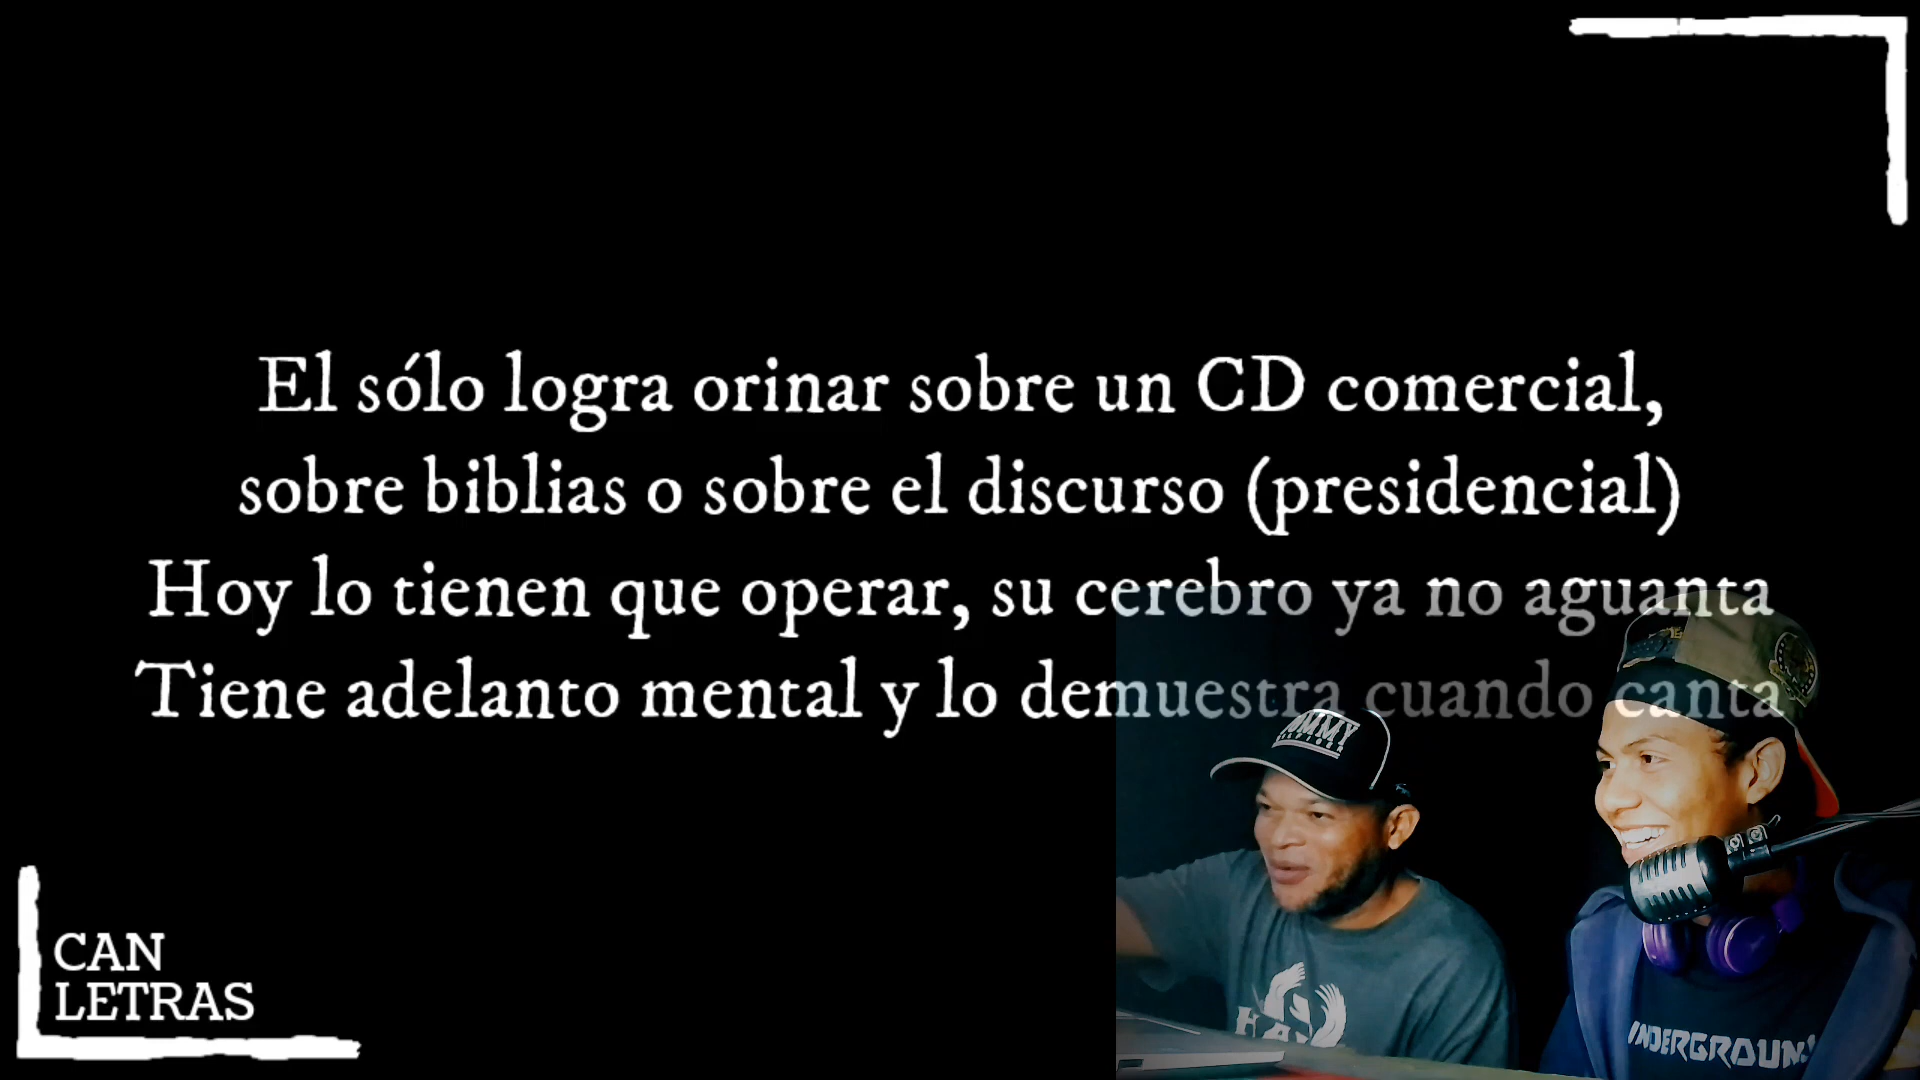 El sólo logra orinar sobre un CD comercial,
sobre biblias o sobre el discurso (presidencial)
Hoy lo tienen que operar, su cerebro ya no aguanta
Tiene adelanto mental y lo demuestra cuando canta
CAN
LETRAS